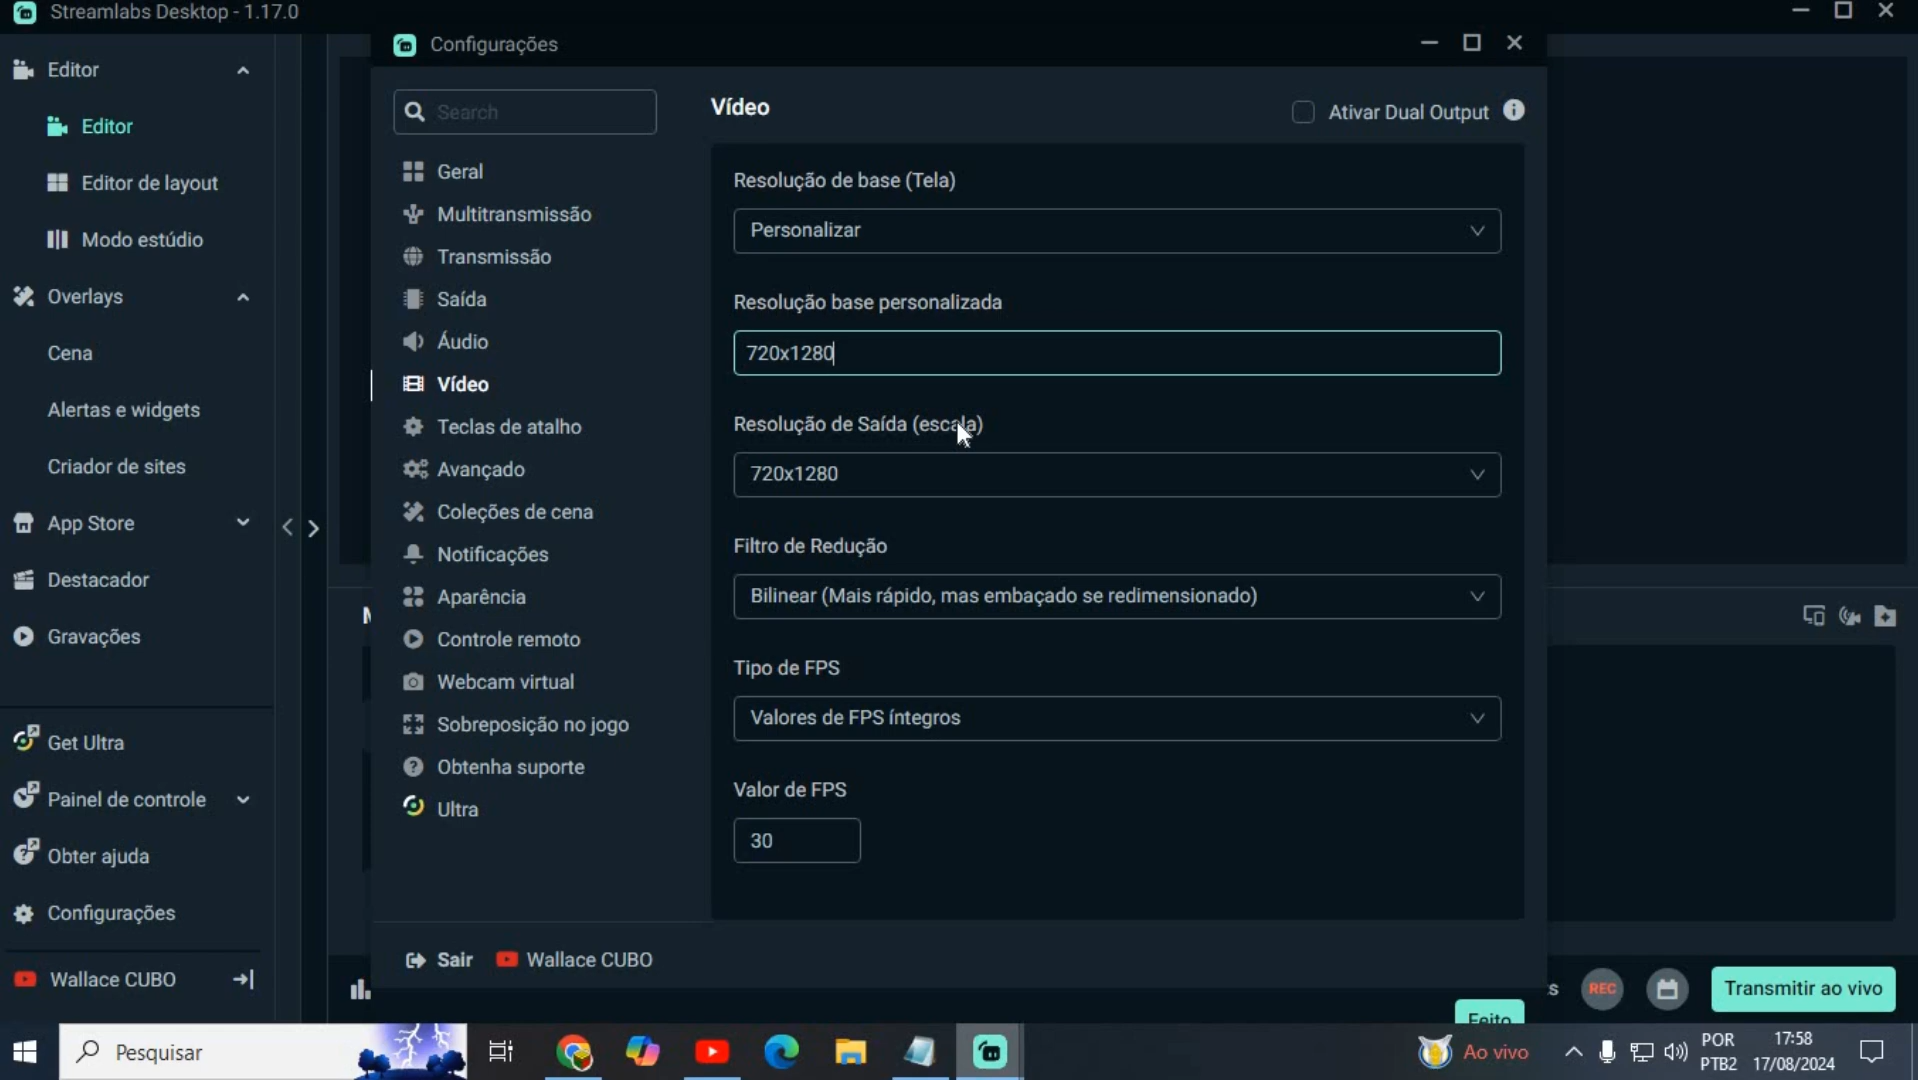 Streamlabs Desktop - 1.17.0
Editor
Editor
Editor de layout
Modo estúdio
Overlays
Cena
Alertas e widgets
Criador de sites
App Store
Destacador
Gravações
Get Ultra
Painel de controle
Obter ajuda
Configurações
Wallace CUBO
Configurações
Search
Geral
Multitransmissão
Transmissão
Saída
Áudio
Vídeo
Teclas de atalho
Avançado
Coleções de cena
Notificações
Aparência
Controle remoto
Webcam virtual
Sobreposição no jogo
Obtenha suporte
Ultra
Sair
Wallace CUBO
Vídeo
Ativar Dual Output
Resolução de base (Tela)
Personalizar
Resolução base personalizada
720x1280
Resolução de Saída (escala)
720x1280
Filtro de Redução
Bilinear (Mais rápido, mas embaçado se redimensionado)
Tipo de FPS
Valores de FPS íntegros
Valor de FPS
30
Feito
REC
Transmitir ao vivo
Pesquisar
Ao vivo
POR
PTB2
17:58
17/08/2024